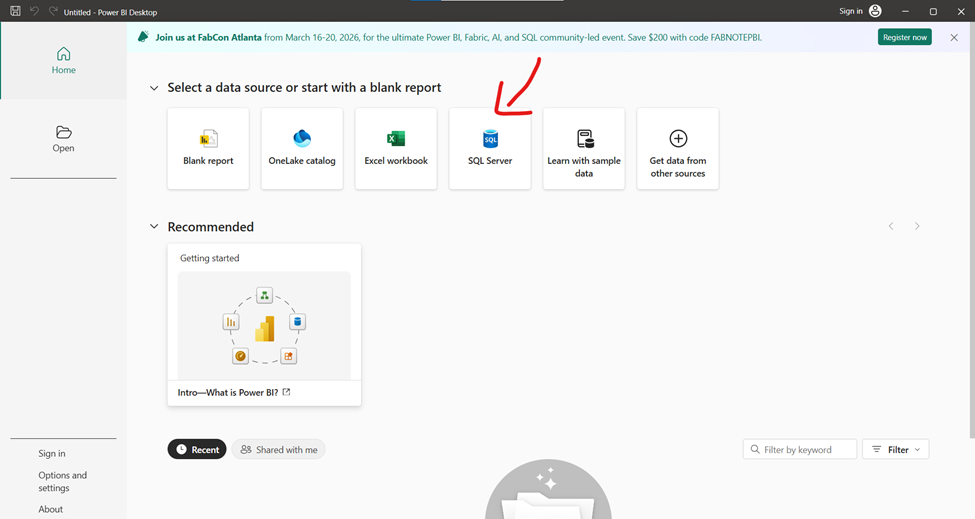 Untitled - Power BI Desktop
Sign in
Join us at FabCon Atlanta from March 16-20, 2026, for the ultimate Power BI, Fabric, AI, and SQL community-led event. Save $200 with code FABNOTEPBI.
Register now
Home
Open
Select a data source or start with a blank report
Blank report
OneLake catalog
Excel workbook
SQL
SQL Server
Learn with sample
data
Get data from
other sources
Recommended
Getting started
Intro—What is Power BI?
Recent
Shared with me
Filter by keyword
Filter
Sign in
Options and
settings
About